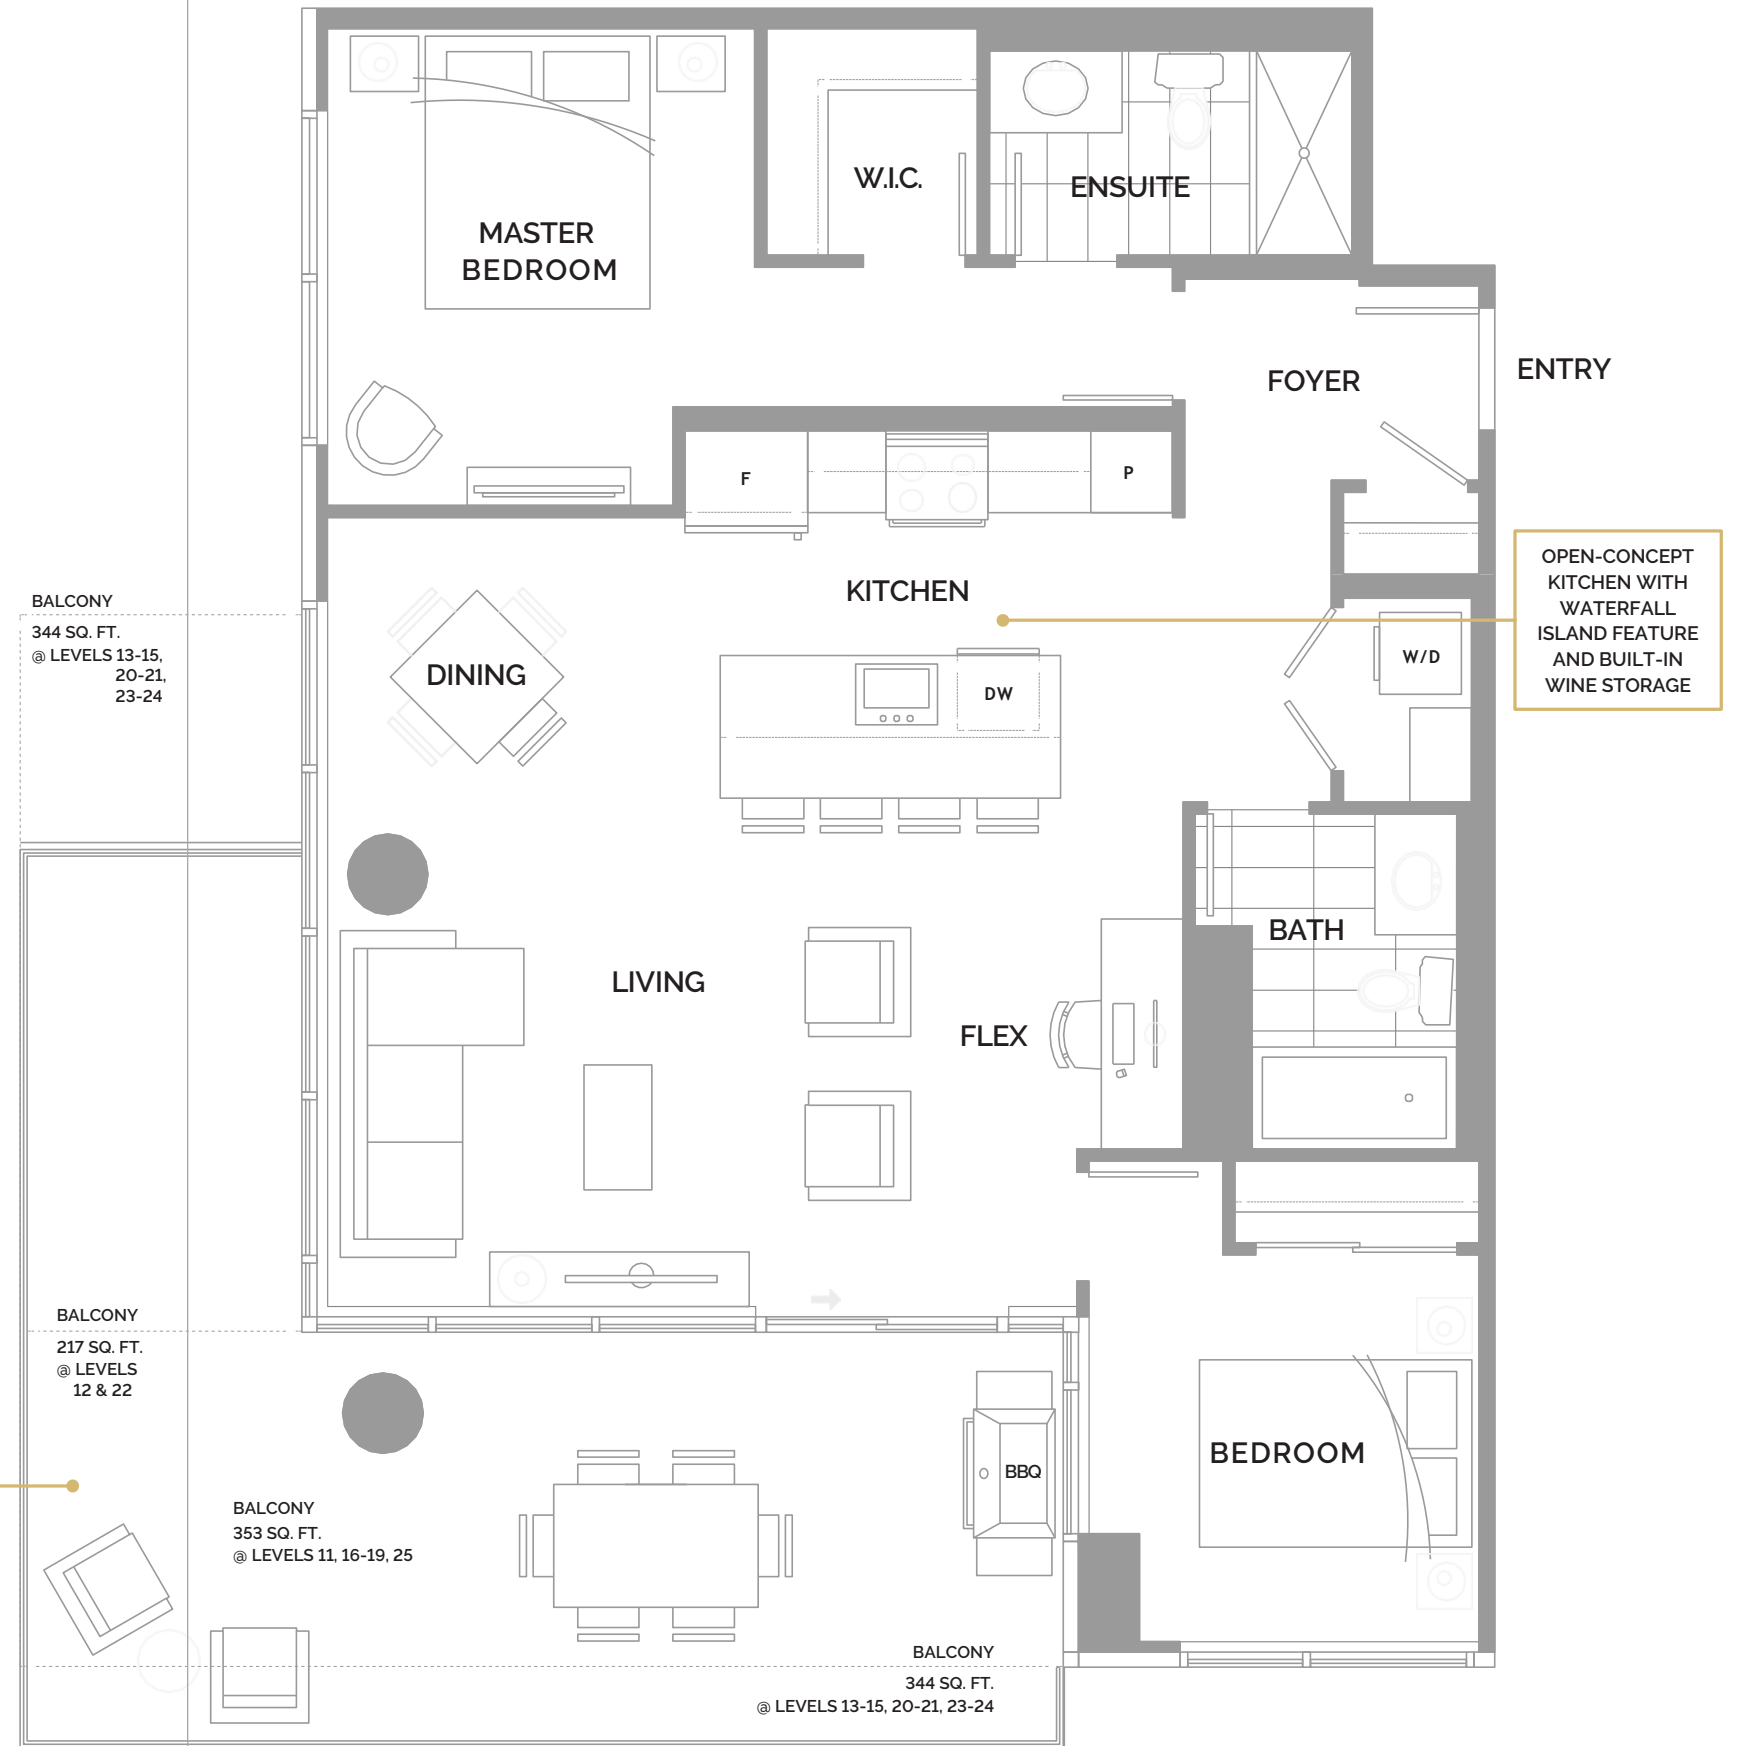 W.I.C.
ENSUITE
MASTER
BEDROOM
FOYER
ENTRY
F
P
OPEN-CONCEPT
KITCHEN WITH
WATERFALL
ISLAND FEATURE
AND BUILT-IN
WINE STORAGE
KITCHEN
BALCONY
344 SQ. FT.
@ LEVELS 13-15,
20-21,
23-24
DINING
W/D
DW
BATH
LIVING
FLEX
BALCONY
217 SQ. FT.
@ LEVELS
12 & 22
BEDROOM
BBQ
BALCONY
353 SQ. FT.
@ LEVELS 11, 16-19, 25
BALCONY
344 SQ. FT.
@ LEVELS 13-15, 20-21, 23-24